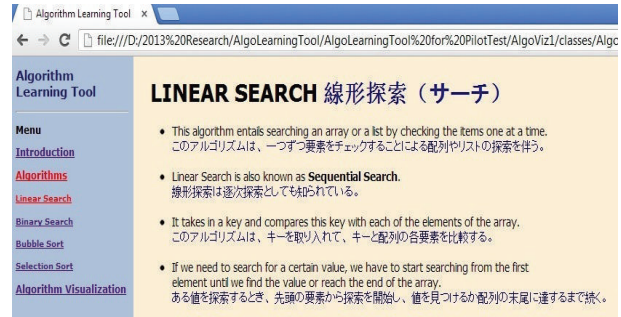 Algorithm Learning Tool
file:///D:/2013%20Research/AlgoLearningTool/AlgoLearningTool%20for%20PilotTest/AlgoViz1/classes/Algo
Algorithm
Learning Tool
Menu
Introduction
Algorithms
Linear Search
Binary Search
Bubble Sort
Selection Sort
Algorithm Visualization
LINEAR SEARCH 線形探索（サーチ）
• This algorithm entails searching an array or a list by checking the items one at a time.
このアルゴリズムは、一つずつ要素をチェックすることによる配列やリストの探索を伴う。
• Linear Search is also known as Sequential Search.
線形探索は逐次探索としても知られている。
• It takes in a key and compares this key with each of the elements of the array.
このアルゴリズムは、キーを取り入れて、キーと配列の各要素を比較する。
• If we need to search for a certain value, we have to start searching from the first
element until we find the value or reach the end of the array.
ある値を探索するとき、先頭の要素から探索を開始し、値を見つけるか配列の末尾に達するまで続く。